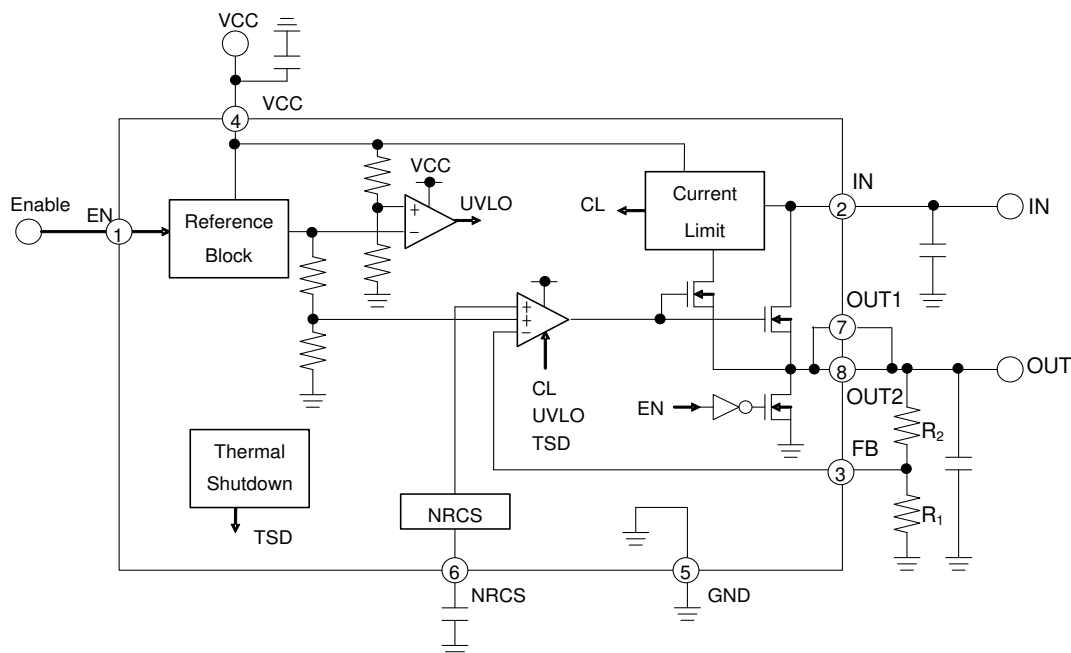 VCC
VCC
4
VCC
IN
Enable
EN
1
Reference
Block
+
−
UVLO
CL
Current
Limit
2
IN
OUT1
7
+
+
−
8
OUT
OUT2
CL
UVLO
TSD
EN
R2
FB
3
Thermal
Shutdown
TSD
NRCS
R1
6
NRCS
5
GND